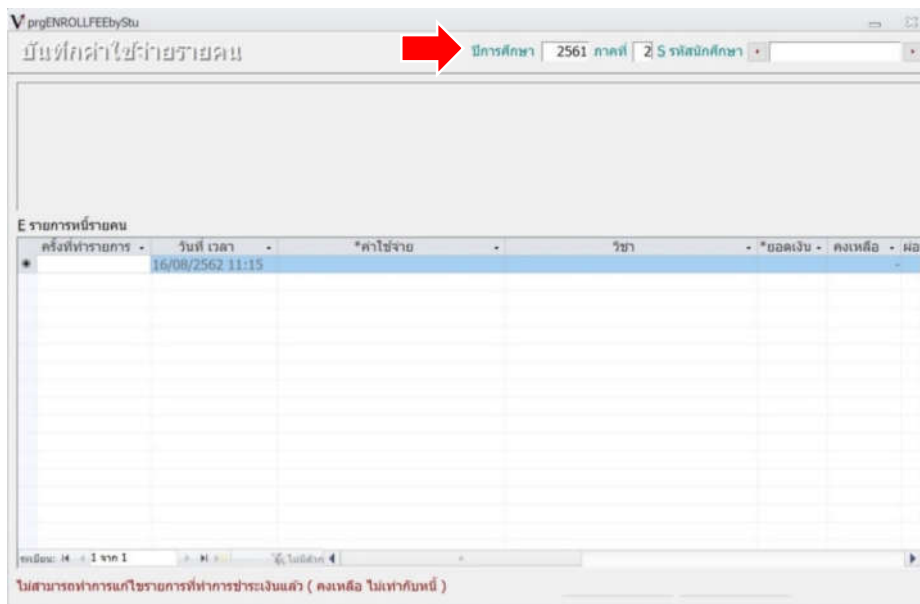 prgENROLLFEEbyStu
บันทึกค่าใช้จ่ายรายคน
ปีการศึกษา 2561 ภาคที่ 2 S รหัสนักศึกษา
E รายการหนี้รายคน
ครั้งที่ทำรายการ วันที่ เวลา *ค่าใช้จ่าย วิชา *ยอดเงิน คงเหลือ ผ่อ
16/08/2562 11:15 -
ระเบียน: 1 จาก 1
ไม่สามารถทำการแก้ไขรายการที่ทำการชำระเงินแล้ว ( คงเหลือ ไม่เท่ากับหนี้ )